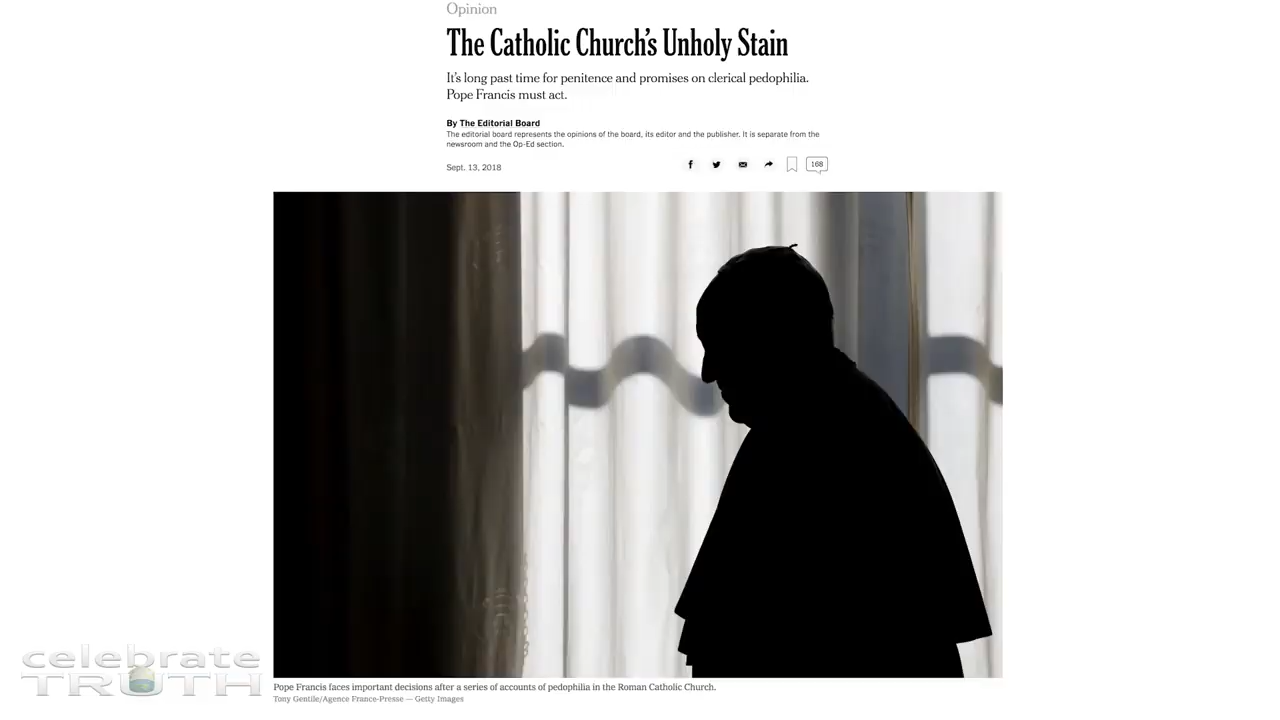 Opinion
The Catholic Church's Unholy Stain
It's long past time for penitence and promises on clerical pedophilia.
Pope Francis must act.
By The Editorial Board
The editorial board represents the opinions of the board, its editor and the publisher. It is separate from the
newsroom and the Op-Ed section.
Sept. 13, 2018
168
celebrate
TRUTH
Pope Francis faces important decisions after a series of accounts of pedophilia in the Roman Catholic Church.
Tony Gentile/Agence France-Presse — Getty Images